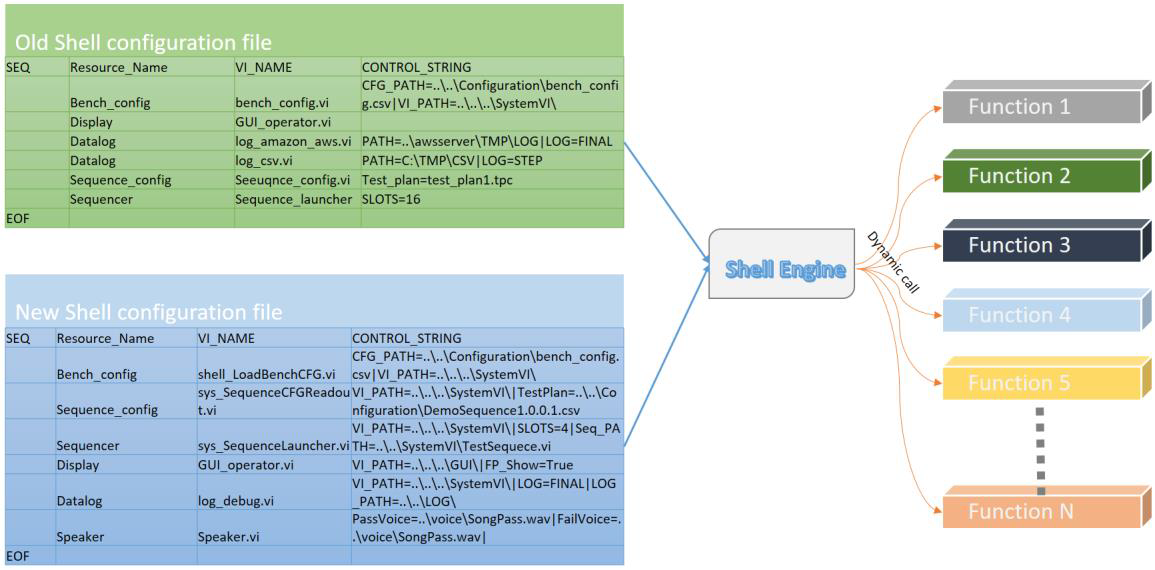 Old Shell configuration file
SEQ Resource_Name VI_NAME CONTROL_STRING
CFG_PATH=..\..\Configuration\bench_confi
Bench_config bench_config.vi g.csv|VI_PATH=..\..\..\SystemVI\
Display GUI_operator.vi
Datalog log_amazon_aws.vi PATH=..\awsserver\TMP\LOG|LOG=FINAL
Datalog log_csv.vi PATH=C:\TMP\CSV|LOG=STEP
Sequence_config Seeuqnce_config.vi Test_plan=test_plan1.tpc
Sequencer Sequence_launcher SLOTS=16
EOF
New Shell configuration file
SEQ Resource_Name VI_NAME CONTROL_STRING
CFG_PATH=..\..\Configuration\bench_config.
Bench_config shell_LoadBenchCFG.vi csv|VI_PATH=..\..\..\SystemVI\
sys_SequenceCFGReadou VI_PATH=..\..\..\SystemVI\|TestPlan=..\..\Co
Sequence_config t.vi nfiguration\DemoSequence1.0.0.1.csv
VI_PATH=..\..\..\SystemVI\|SLOTS=4|Seq_PA
Sequencer sys_SequenceLauncher.vi TH=..\..\SystemVI\TestSequece.vi
Display GUI_operator.vi VI_PATH=..\..\..\GUI\|FP_Show=True
VI_PATH=..\..\..\SystemVI\|LOG=FINAL|LOG
Datalog log_debug.vi _PATH=..\..\LOG\
PassVoice=..\voice\SongPass.wav|FailVoice=.
Speaker Speaker.vi .\voice\SongPass.wav|
EOF
Shell Engine
Dynamic call
Function 1
Function 2
Function 3
Function 4
Function 5
Function N